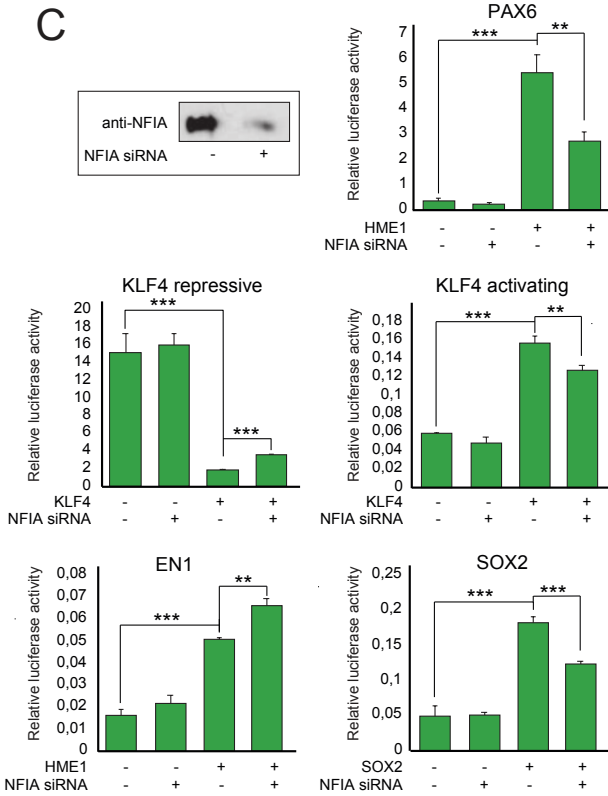 C
anti-NFIA
NFIA siRNA - +
PAX6
Relative luciferase activity
7
6
5
4
3
2
1
0
*** **
HME1 - - + +
NFIA siRNA - + - +
KLF4 repressive
Relative luciferase activity
20
18
16
14
12
10
8
6
4
2
0
***
***
KLF4 - - + +
NFIA siRNA - + - +
KLF4 activating
Relative luciferase activity
0,18
0,16
0,14
0,12
0,10
0,08
0,06
0,04
0,02
0
*** **
KLF4 - - + +
NFIA siRNA - + - +
EN1
Relative luciferase activity
0,08
0,07
0,06
0,05
0,04
0,03
0,02
0,01
0
**
***
HME1 - - + +
NFIA siRNA - + - +
SOX2
Relative luciferase activity
0,25
0,2
0,15
0,1
0,05
0
*** ***
SOX2 - - + +
NFIA siRNA - + - +